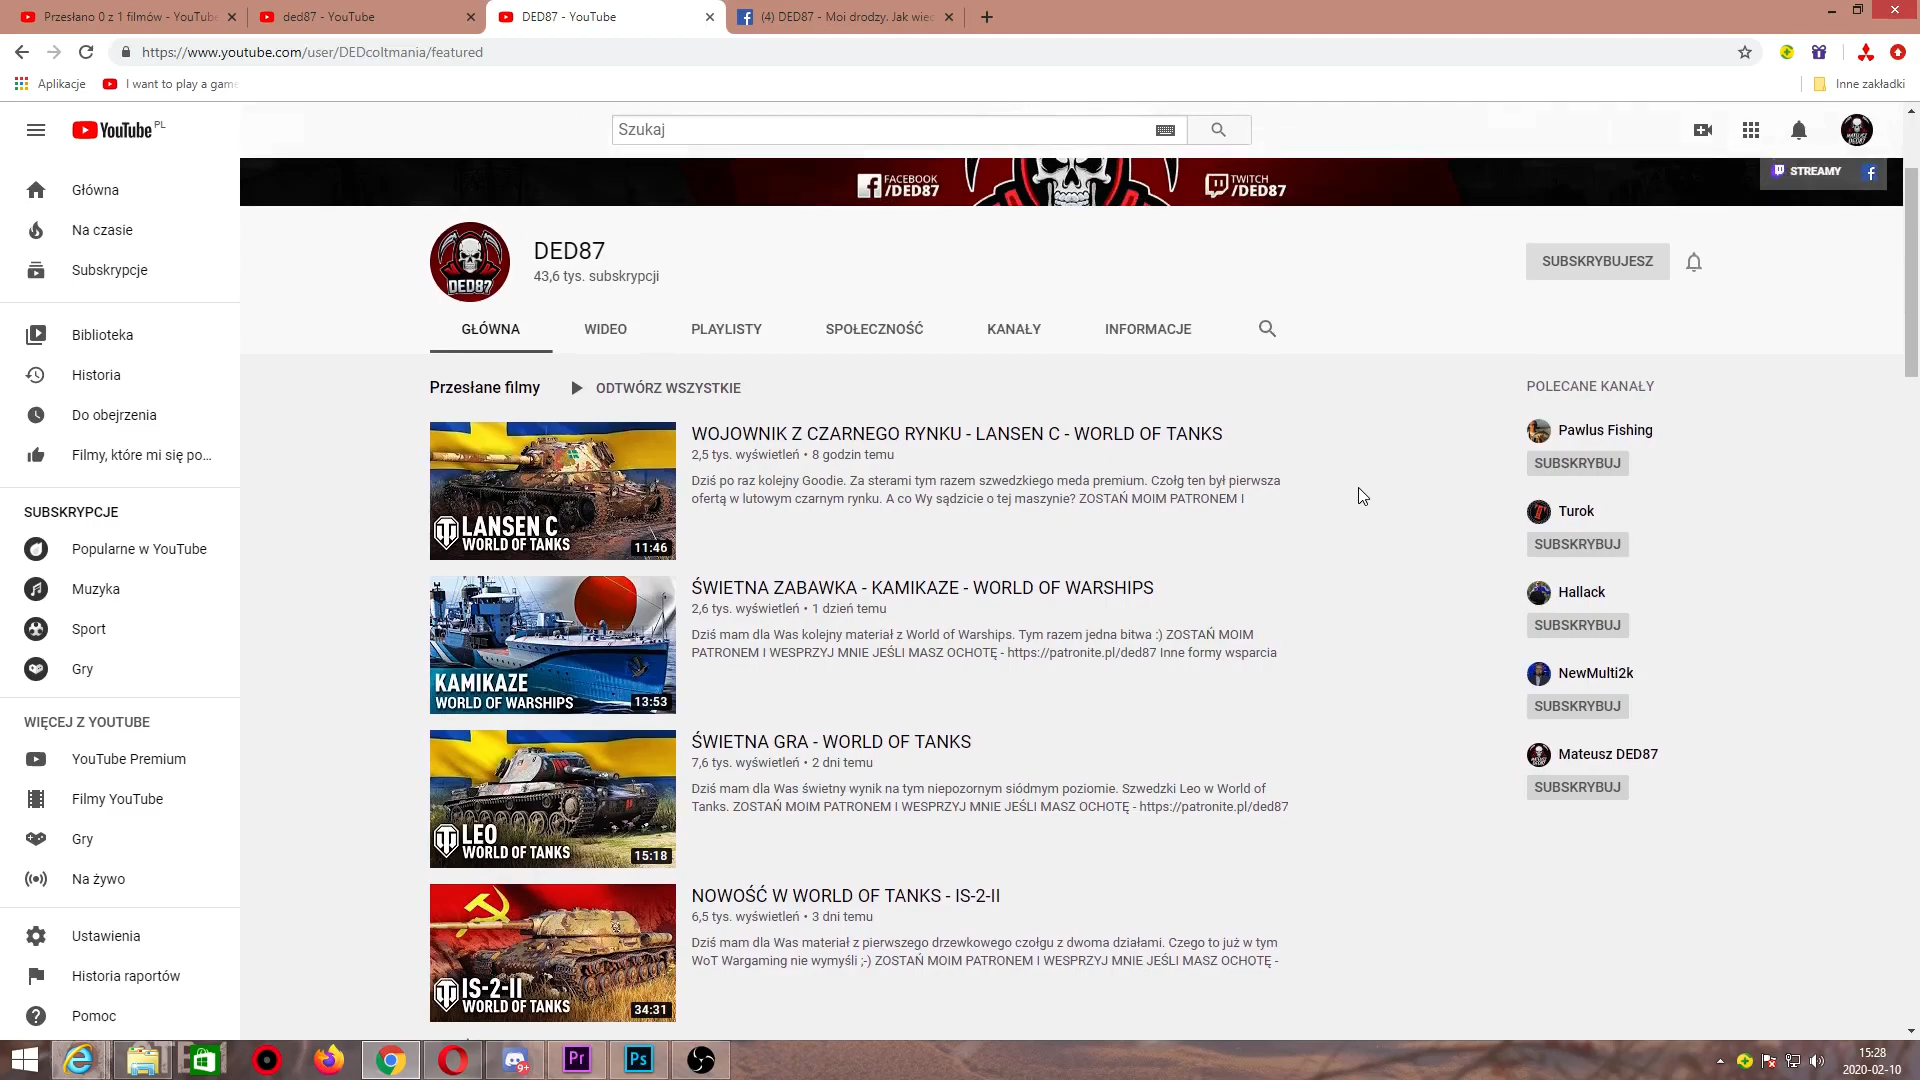 Przesłano 0 z 1 filmów - YouTube
ded87 - YouTube
DED87 - YouTube
(4) DED87 - Moi drodzy. Jak wie
https://www.youtube.com/user/DEDcoltmania/featured
Aplikacje
I want to play a game
Inne zakładki
YouTube PL
Szukaj
FACEBOOK
/DED87
TWITCH
/DED87
STREAMY
Główna
Na czasie
Subskrypcje
Biblioteka
Historia
Do obejrzenia
Filmy, które mi się po...
SUBSKRYPCJE
Popularne w YouTube
Muzyka
Sport
Gry
WIĘCEJ Z YOUTUBE
YouTube Premium
Filmy YouTube
Gry
Na żywo
Ustawienia
Historia raportów
Pomoc
DED87
DED87
43,6 tys. subskrypcji
SUBSKRYBUJESZ
GŁÓWNA
WIDEO
PLAYLISTY
SPOŁECZNOŚĆ
KANAŁY
INFORMACJE
Przesłane filmy
ODTWÓRZ WSZYSTKIE
LANSEN C
WORLD OF TANKS
11:46
WOJOWNIK Z CZARNEGO RYNKU - LANSEN C - WORLD OF TANKS
2,5 tys. wyświetleń • 8 godzin temu
Dziś po raz kolejny Goodie. Za sterami tym razem szwedzkiego meda premium. Czołg ten był pierwsza
ofertą w lutowym czarnym rynku. A co Wy sądzicie o tej maszynie? ZOSTAŃ MOIM PATRONEM I
KAMIKAZE
WORLD OF WARSHIPS
13:53
ŚWIETNA ZABAWKA - KAMIKAZE - WORLD OF WARSHIPS
2,6 tys. wyświetleń • 1 dzień temu
Dziś mam dla Was kolejny materiał z World of Warships. Tym razem jedna bitwa :) ZOSTAŃ MOIM
PATRONEM I WESPRZYJ MNIE JEŚLI MASZ OCHOTĘ - https://patronite.pl/ded87 Inne formy wsparcia
LEO
WORLD OF TANKS
15:18
ŚWIETNA GRA - WORLD OF TANKS
7,6 tys. wyświetleń • 2 dni temu
Dziś mam dla Was świetny wynik na tym niepozornym siódmym poziomie. Szwedzki Leo w World of
Tanks. ZOSTAŃ MOIM PATRONEM I WESPRZYJ MNIE JEŚLI MASZ OCHOTĘ - https://patronite.pl/ded87
IS-2-II
WORLD OF TANKS
34:31
NOWOŚĆ W WORLD OF TANKS - IS-2-II
6,5 tys. wyświetleń • 3 dni temu
Dziś mam dla Was materiał z pierwszego drzewkowego czołgu z dwoma działami. Czego to już w tym
WoT Wargaming nie wymyśli ;-) ZOSTAŃ MOIM PATRONEM I WESPRZYJ MNIE JEŚLI MASZ OCHOTĘ -
POLECANE KANAŁY
Pawlus Fishing
SUBSKRYBUJ
Turok
SUBSKRYBUJ
Hallack
SUBSKRYBUJ
NewMulti2k
SUBSKRYBUJ
Mateusz DED87
SUBSKRYBUJ
9+
Pr
Ps
15:28
2020-02-10